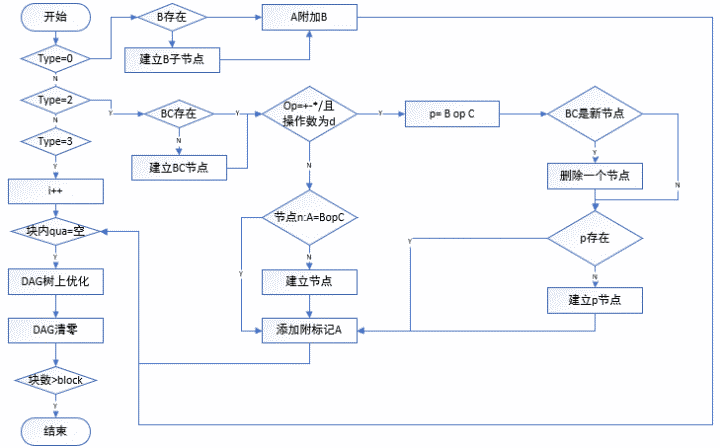 开始
B存在
A附加B
Type=0
建立B子节点
N
Type=2
Y
BC存在
Y
Op=+-*/且
操作数为d
Y
p= B op C
BC是新节点
N
N
Type=3
建立BC节点
N
Y
N
Y
删除一个节点
i++
块内qua=空
节点n:A=BopC
p存在
Y
Y
N
Y
N
DAG树上优化
建立节点
建立p节点
DAG清零
添加附标记A
块数>block
Y
结束